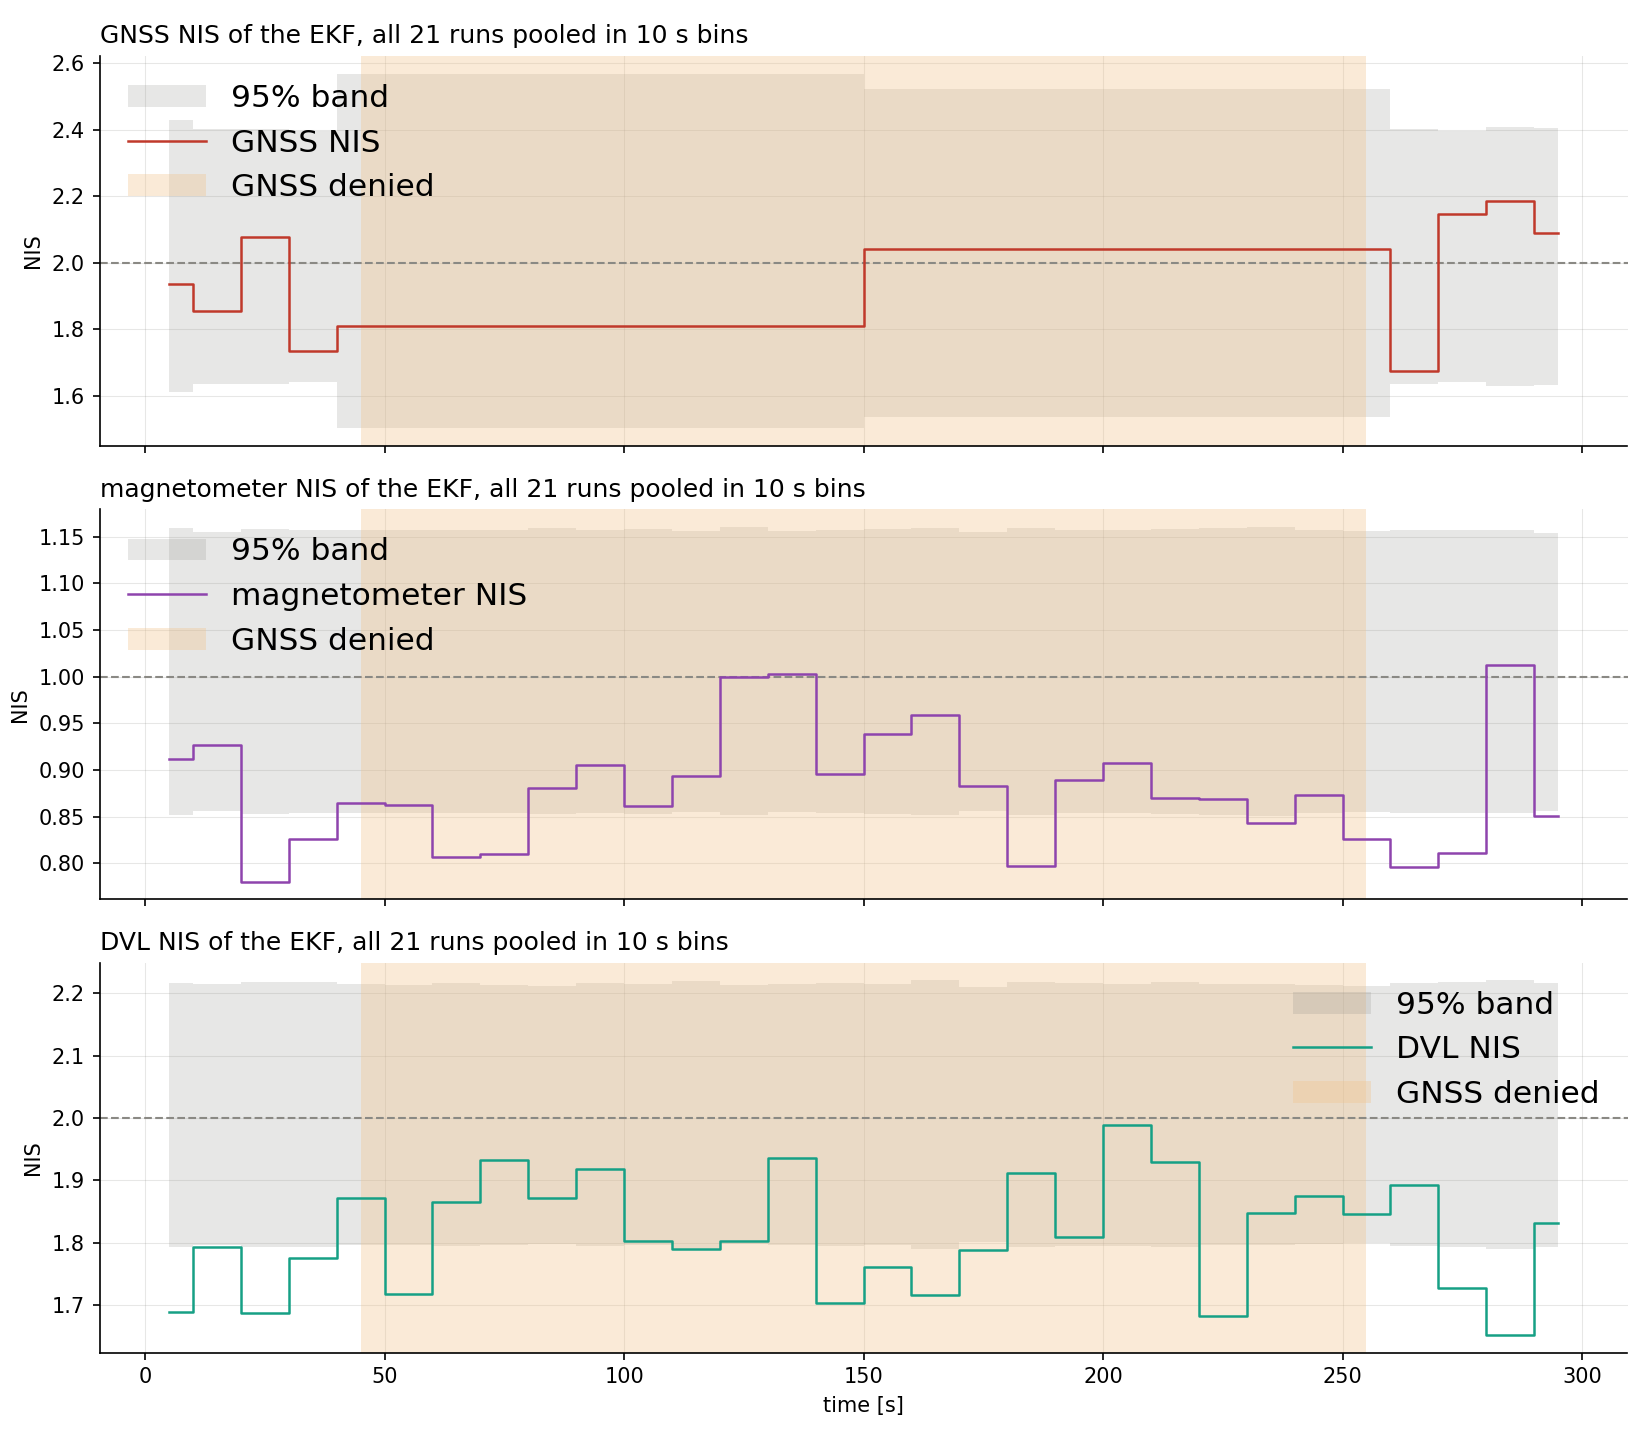 GNSS NIS of the EKF, all 21 runs pooled in 10 s bins
2.6
2.4
2.2
2.0
1.8
1.6
NIS
95% band
GNSS NIS
GNSS denied
magnetometer NIS of the EKF, all 21 runs pooled in 10 s bins
1.15
1.10
1.05
1.00
0.95
0.90
0.85
0.80
NIS
95% band
magnetometer NIS
GNSS denied
DVL NIS of the EKF, all 21 runs pooled in 10 s bins
2.2
2.1
2.0
1.9
1.8
1.7
NIS
95% band
DVL NIS
GNSS denied
0 50 100 150 200 250 300
time [s]